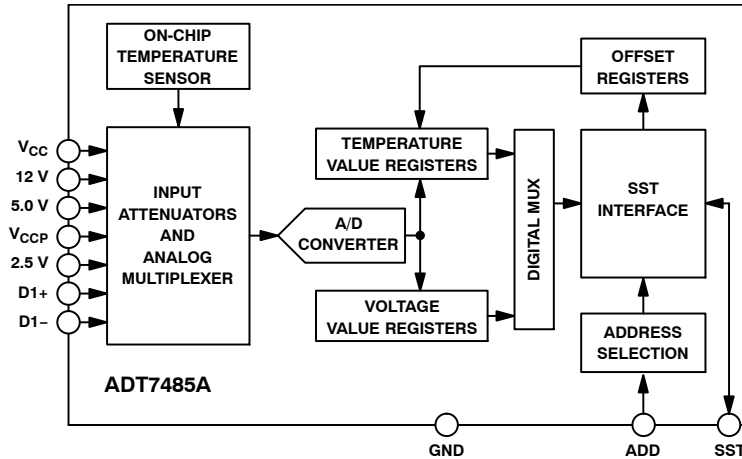 ON-CHIP
TEMPERATURE
SENSOR
OFFSET
REGISTERS
VCC
12 V
5.0 V
VCCP
2.5 V
D1+
D1−
INPUT
ATTENUATORS
AND
ANALOG
MULTIPLEXER
A/D
CONVERTER
TEMPERATURE
VALUE REGISTERS
VOLTAGE
VALUE REGISTERS
DIGITAL MUX
SST
INTERFACE
ADDRESS
SELECTION
ADT7485A
GND
ADD
SST